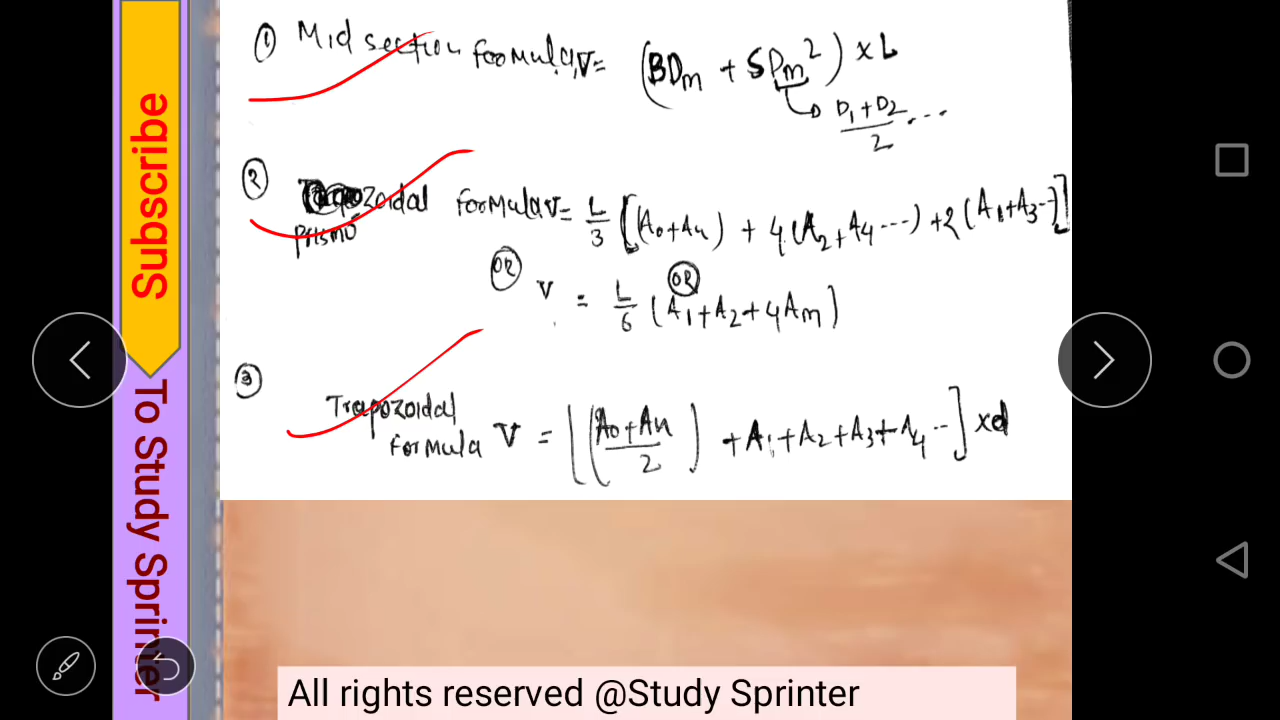 ① Mid section formula, V= (BDm + SDm²) × L
D₁+D₂/2 ...
② Trapozoidal formula V= L/3 [(A₀+An) + 4(A₂+A₄...) + 2(A₁+A₃--)]
prismo
OR
OR
V = L/6 (A₁+A₂+4Am)
③ Trapozoidal
formula V = [(A₀+An/2) + A₁+A₂+A₃+A₄ --] × d
Subscribe
To Study Sprinter
All rights reserved @Study Sprinter